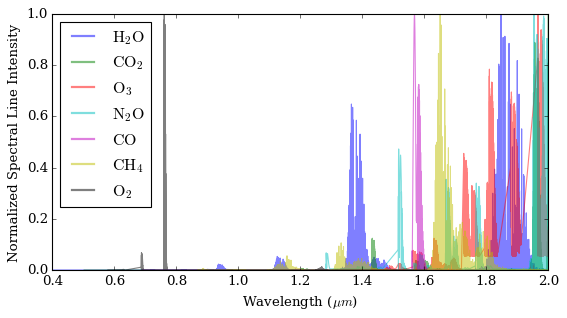 Normalized Spectral Line Intensity
1.0
0.8
0.6
0.4
0.2
0.0
H₂O
CO₂
O₃
N₂O
CO
CH₄
O₂
0.4 0.6 0.8 1.0 1.2 1.4 1.6 1.8 2.0
Wavelength (μm)